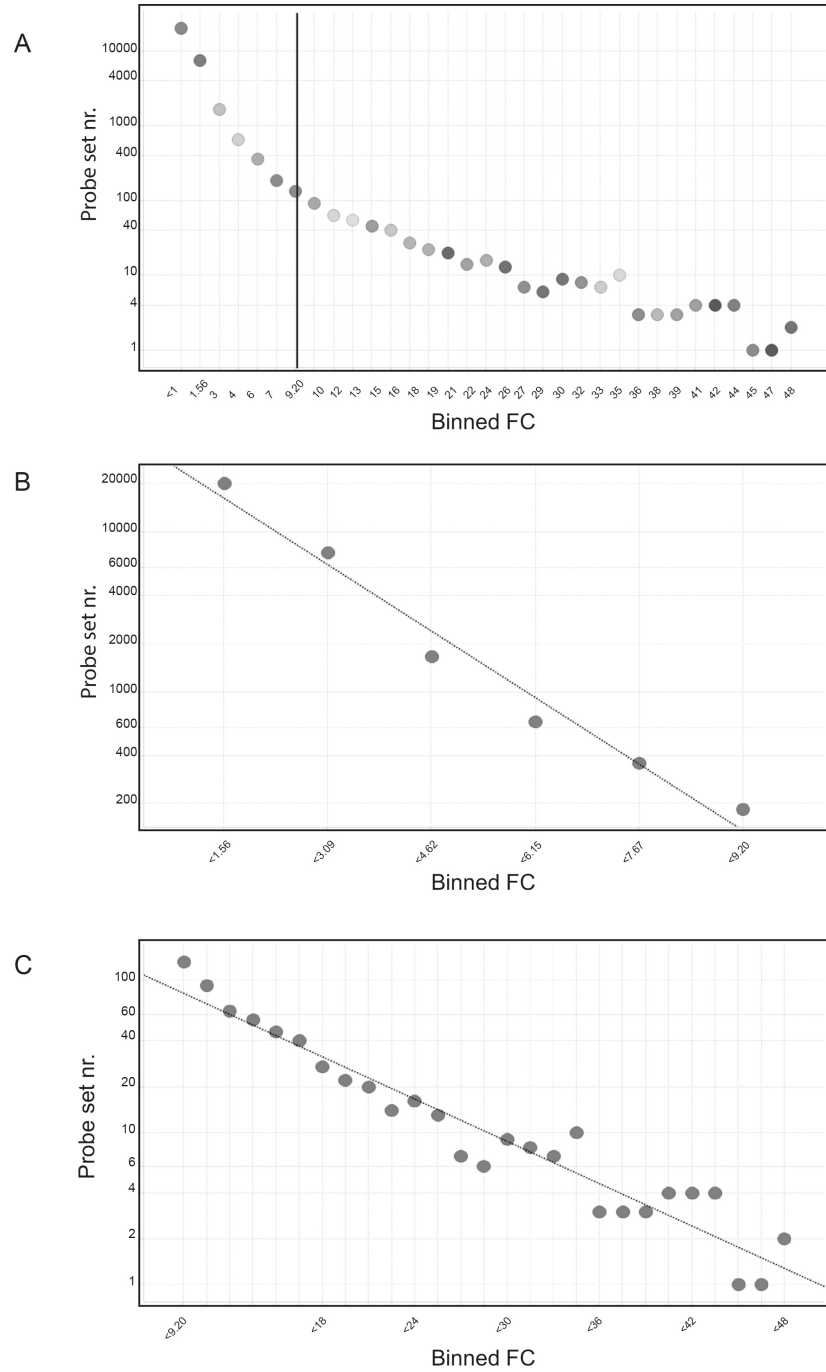 A
10000
4000
1000
400
100
40
10
4
1
Probe set nr.
<1 1.56 3 4 6 7 9.20 10 12 13 15 16 18 19 21 22 24 26 27 29 30 32 33 35 36 38 39 41 42 44 45 47 48
Binned FC
B
20000
10000
6000
4000
2000
1000
600
400
200
Probe set nr.
<1.56 <3.09 <4.62 <6.15 <7.67 <9.20
Binned FC
C
100
60
40
20
10
6
4
2
1
Probe set nr.
<9.20 <18 <24 <30 <36 <42 <48
Binned FC